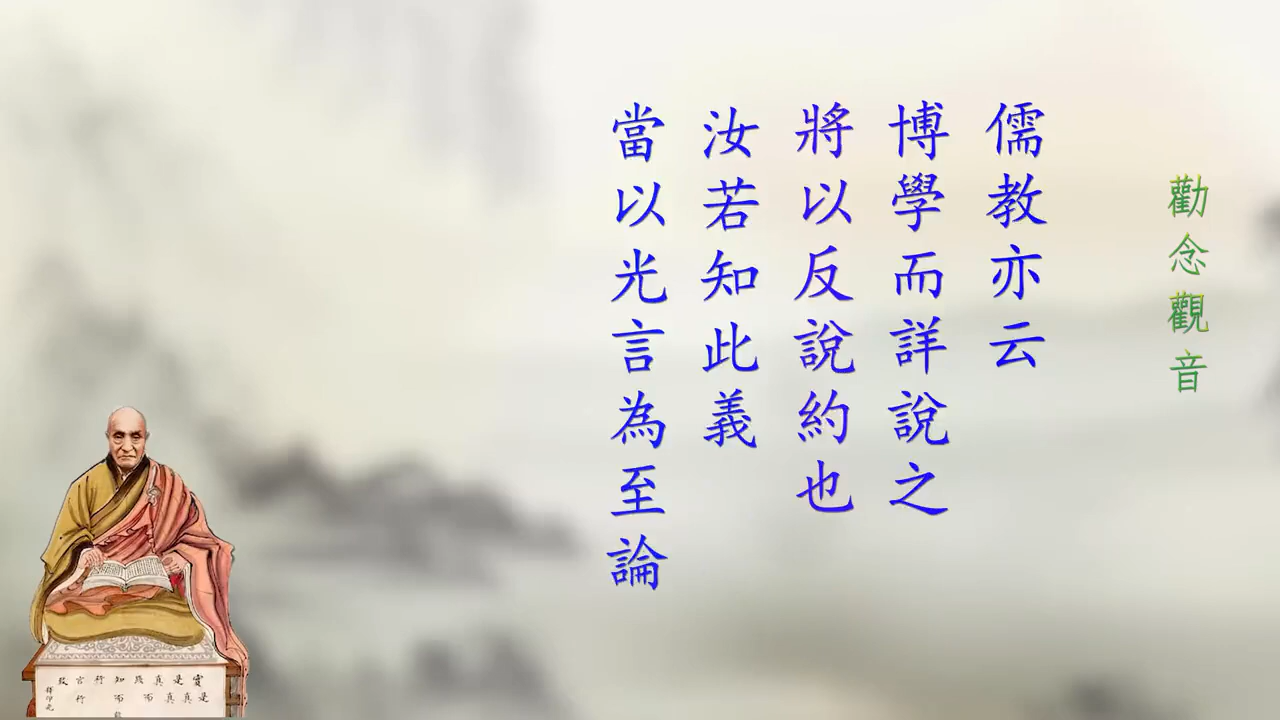 勸念觀音
儒教亦云
博學而詳說之
將以反說約也
汝若知此義
當以光言為至論